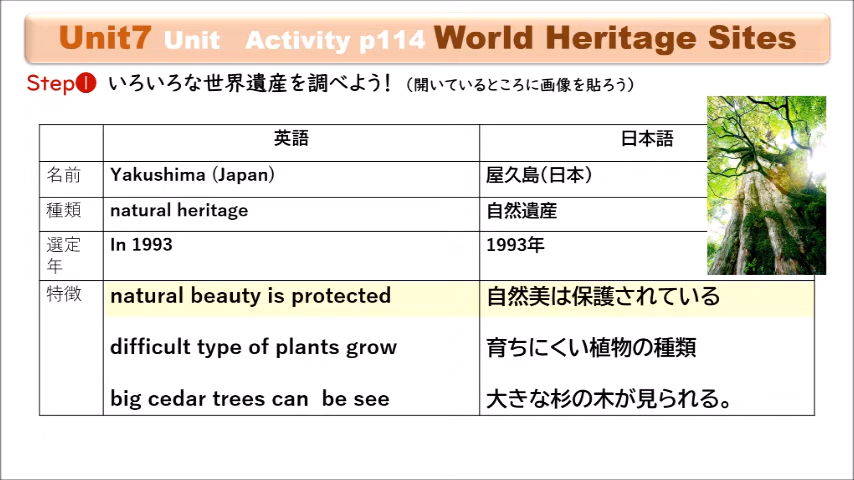 Unit7 Unit Activity p114 World Heritage Sites
Step❶ いろいろな世界遺産を調べよう！（開いているところに画像を貼ろう）
英語 日本語
名前 Yakushima (Japan) 屋久島（日本）
種類 natural heritage 自然遺産
選定年 In 1993 1993年
特徴 natural beauty is protected 自然美は保護されている
difficult type of plants grow 育ちにくい植物の種類
big cedar trees can be see 大きな杉の木が見られる。